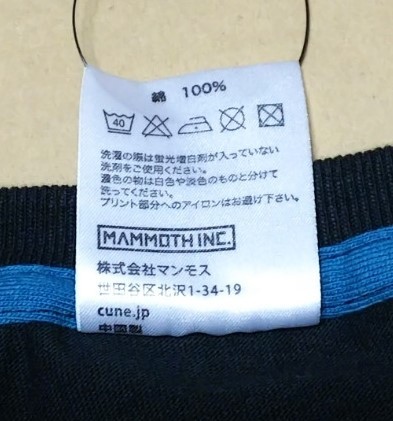 綿 100%
40
洗濯の際は蛍光増白剤が入っていない
洗剤をご使用ください。
濃色の物は白色や淡色のものと分けて
洗ってください。
プリント部分へのアイロンはお避け下さい。
MAMMOTH INC.
株式会社マンモス
世田谷区北沢1-34-19
cune.jp
中国製